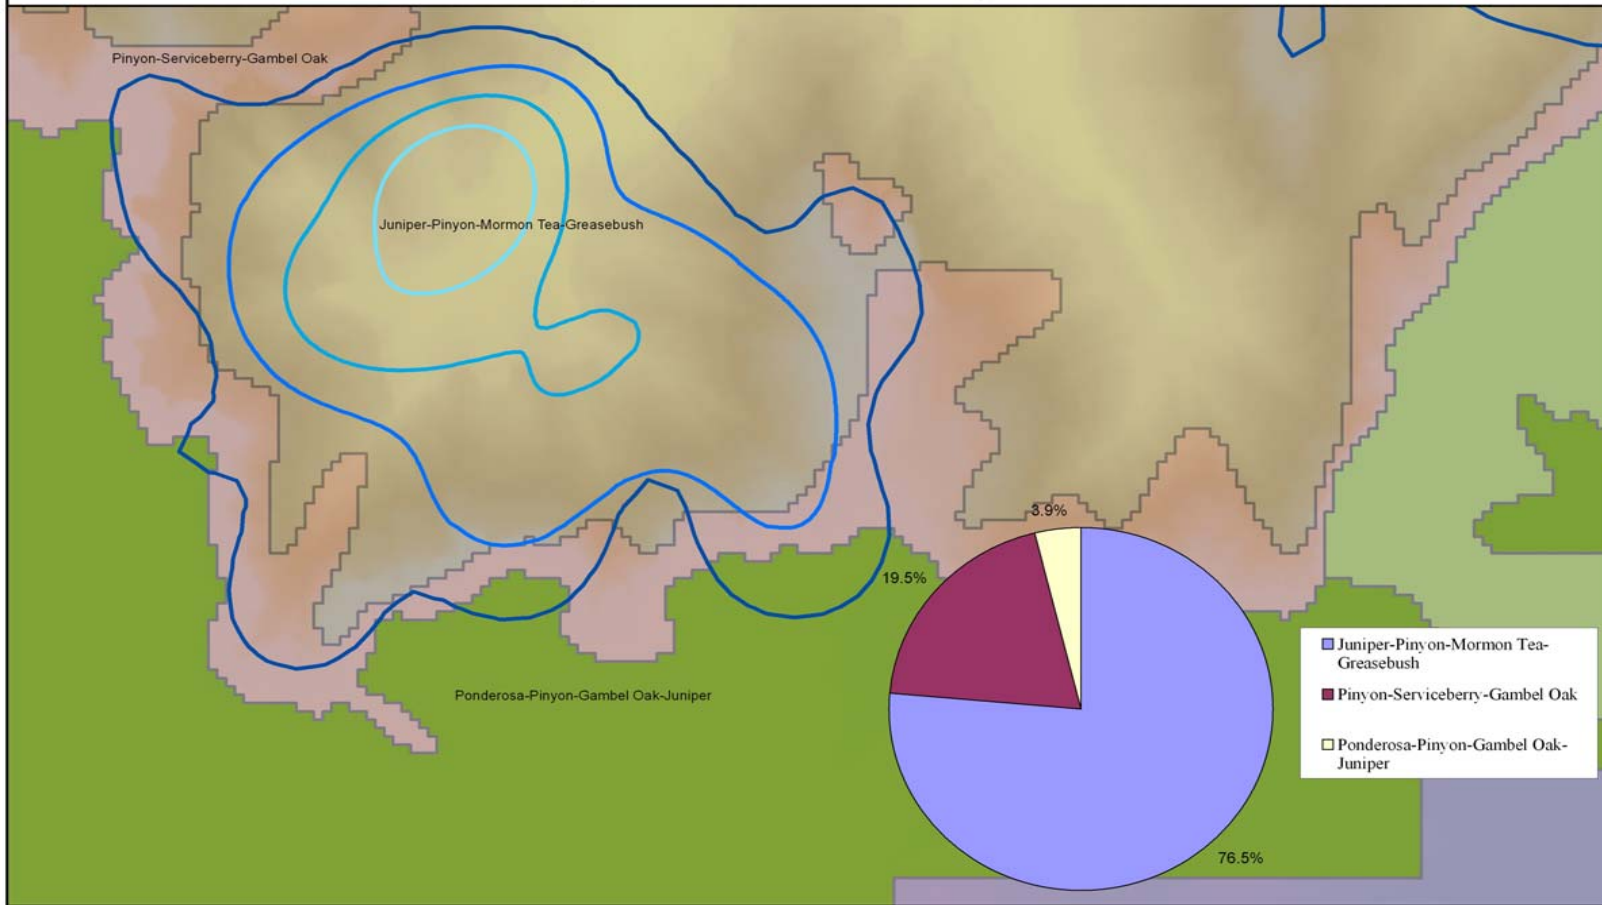 Pinyon-Serviceberry-Gambel Oak
Juniper-Pinyon-Mormon Tea-Greasebush
Ponderosa-Pinyon-Gambel Oak-Juniper
3.9%
19.5%
76.5%
Juniper-Pinyon-Mormon Tea-
Greasebush
Pinyon-Serviceberry-Gambel Oak
Ponderosa-Pinyon-Gambel Oak-
Juniper